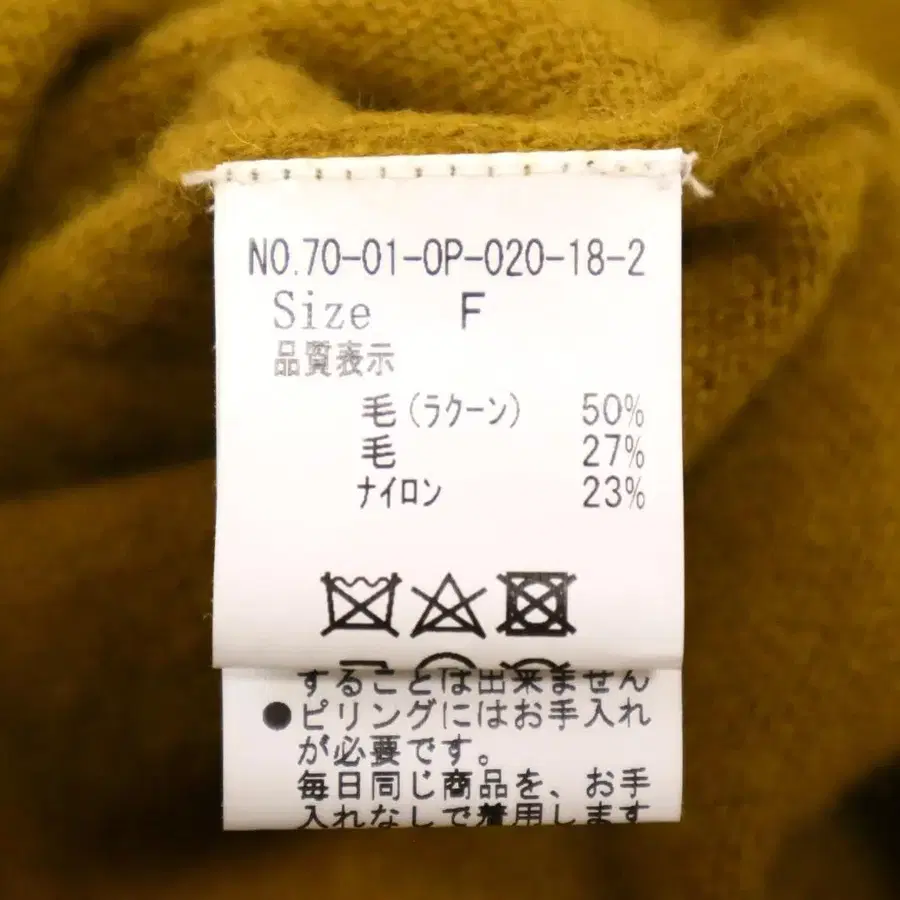 NO.70-01-OP-020-18-2
Size F
品質表示
毛(ラクーン) 50%
毛 27%
ナイロン 23%
することは出来ません
●ピリングにはお手入れ
が必要です。
毎日同じ商品を、お手
入れなしで着用します